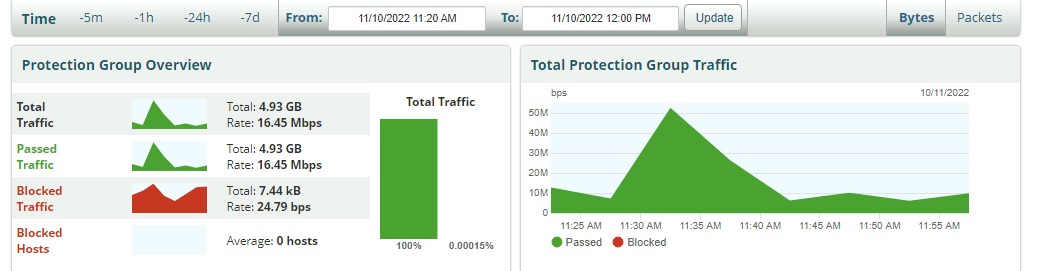 Time -5m -1h -24h -7d From: 11/10/2022 11:20 AM To: 11/10/2022 12:00 PM Update Bytes Packets
Protection Group Overview
Total
Traffic
Total: 4.93 GB
Rate: 16.45 Mbps
Passed
Traffic
Total: 4.93 GB
Rate: 16.45 Mbps
Blocked
Traffic
Total: 7.44 kB
Rate: 24.79 bps
Blocked
Hosts
Average: 0 hosts
Total Traffic
100% 0.00015%
Total Protection Group Traffic
bps 10/11/2022
50M
40M
30M
20M
10M
0
11:25 AM 11:30 AM 11:35 AM 11:40 AM 11:45 AM 11:50 AM 11:55 AM
Passed Blocked